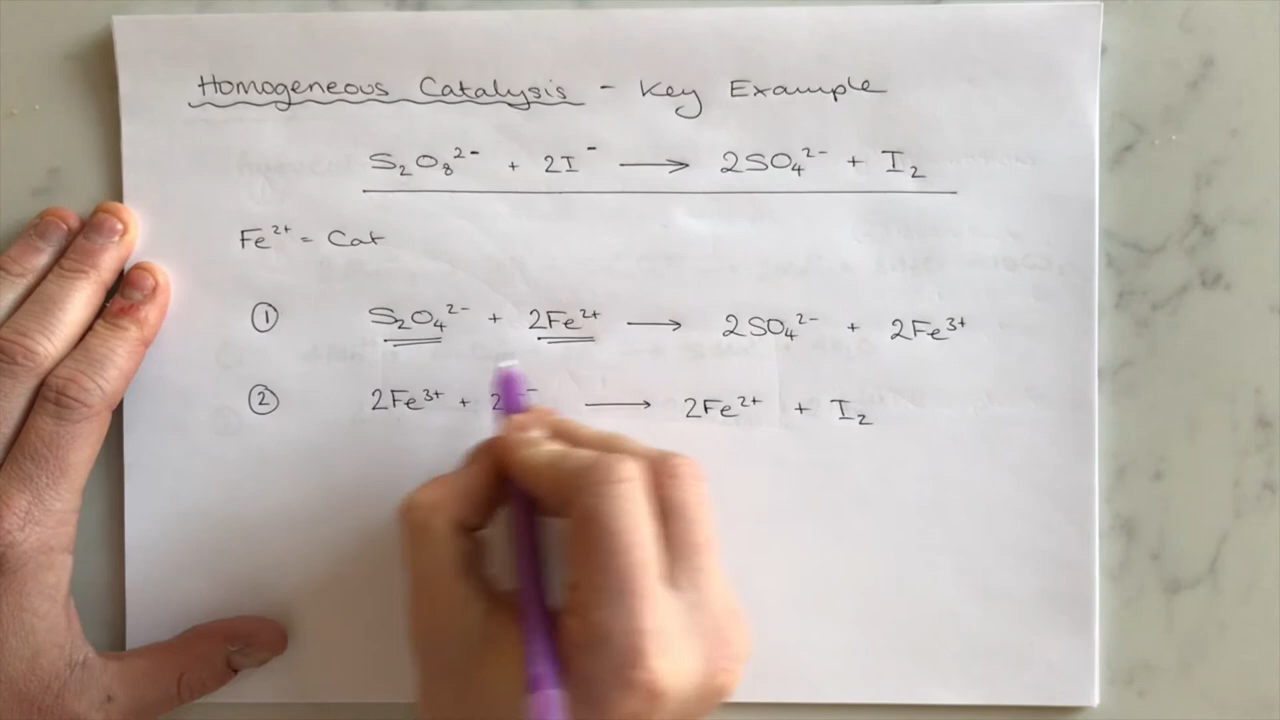 Homogeneous Catalysis - Key Example
S₂O₈²⁻ + 2I⁻ → 2SO₄²⁻ + I₂
Fe²⁺ = Cat
① S₂O₄²⁻ + 2Fe²⁺ → 2SO₄²⁻ + 2Fe³⁺
② 2Fe³⁺ + 2 ⁻ → 2Fe²⁺ + I₂